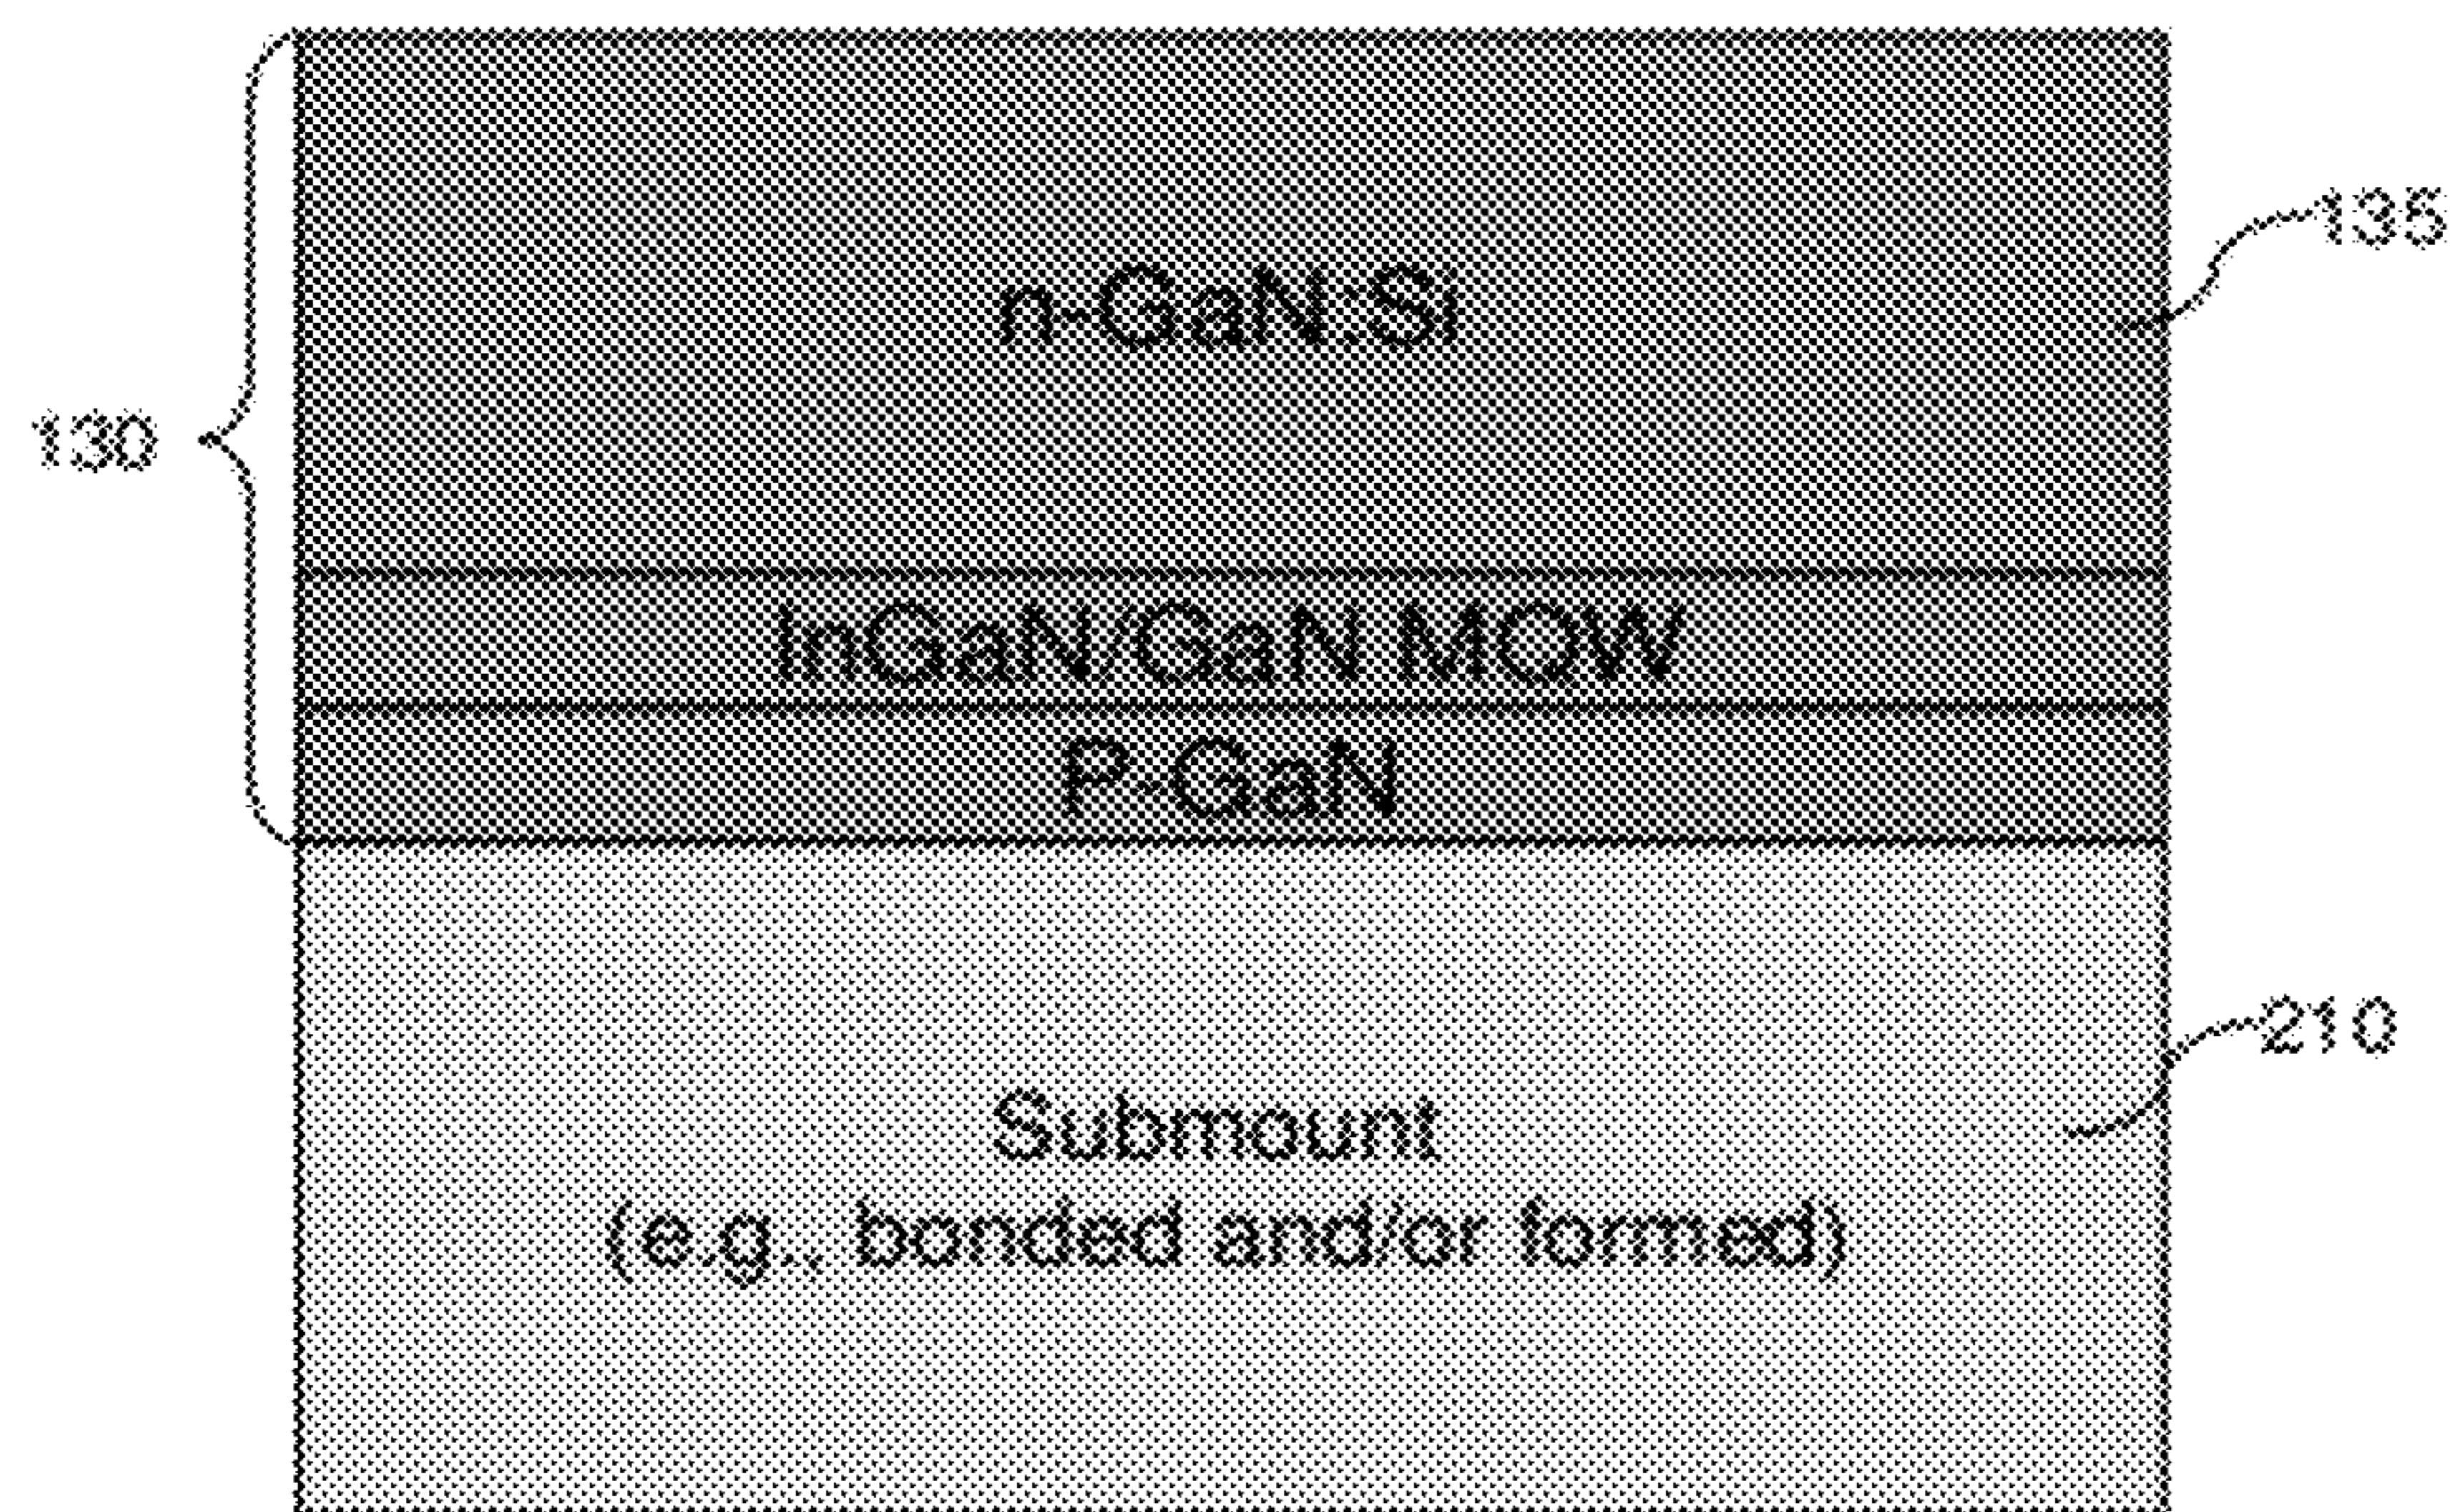 135
n-GaN:Si
130
InGaN/GaN MQW
P-GaN
210
Submount
(e.g., bonded and/or formed)